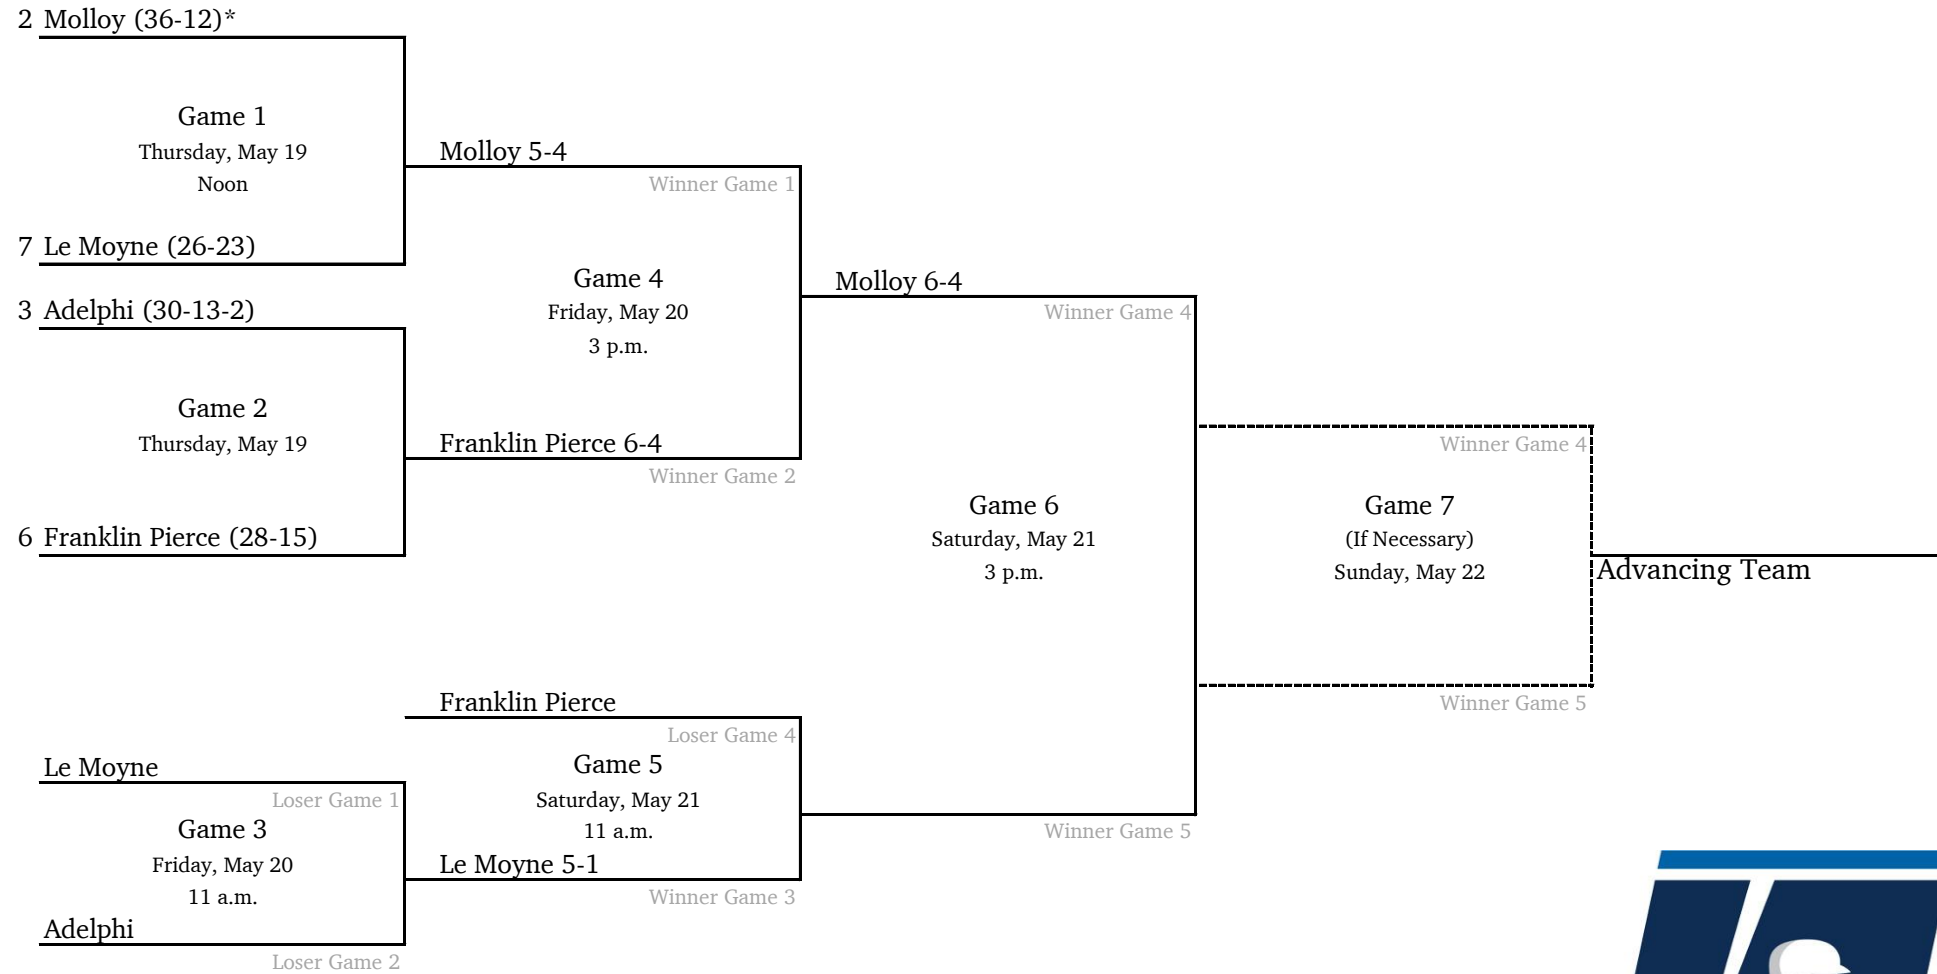 2 Molloy (36-12)*
Game 1
Thursday, May 19
Noon
7 Le Moyne (26-23)
Molloy 5-4
Winner Game 1
3 Adelphi (30-13-2)
Game 2
Thursday, May 19
6 Franklin Pierce (28-15)
Game 4
Friday, May 20
3 p.m.
Franklin Pierce 6-4
Winner Game 2
Molloy 6-4
Winner Game 4
Game 6
Saturday, May 21
3 p.m.
Winner Game 4
Game 7
(If Necessary)
Sunday, May 22
Winner Game 5
Advancing Team
Franklin Pierce
Loser Game 4
Game 5
Saturday, May 21
11 a.m.
Le Moyne 5-1
Winner Game 3
Winner Game 5
Le Moyne
Loser Game 1
Game 3
Friday, May 20
11 a.m.
Adelphi
Loser Game 2